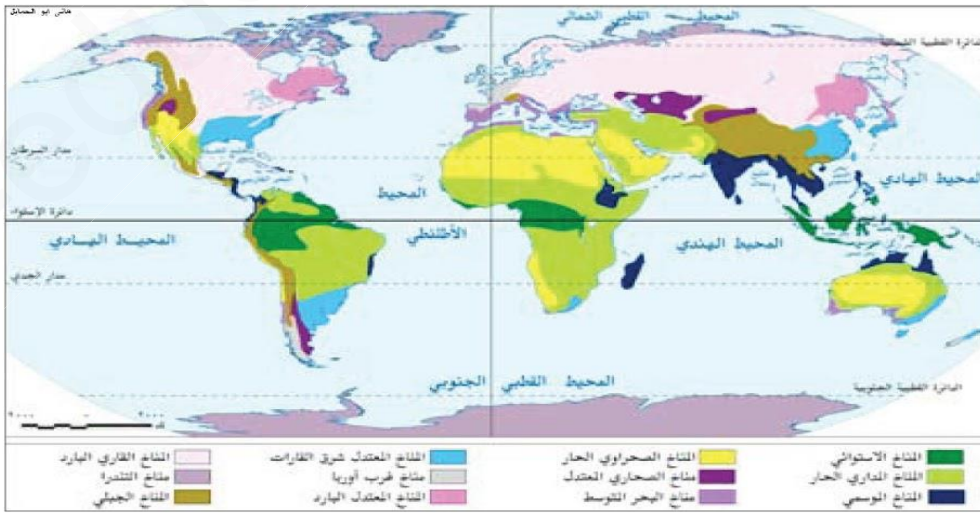 هاني ابو الحمايل
المحيط القطبي الشمالي
الدائرة القطبية الشمالية
مدار السرطان
المحيط
المحيط الهادي
دائرة الإستواء
المحيط الهادي
الأطلنطي
المحيط الهندي
مدار الجدي
المحيط القطبي الجنوبي
الدائرة القطبية الجنوبية
المناخ الاستوائي
المناخ الصحراوي الحار
المناخ المعتدل شرق القارات
المناخ القاري البارد
المناخ المداري الحار
مناخ الصحاري المعتدل
مناخ غرب أوربا
مناخ التندرا
المناخ الموسمي
مناخ البحر المتوسط
المناخ المعتدل البارد
المناخ الجبلي